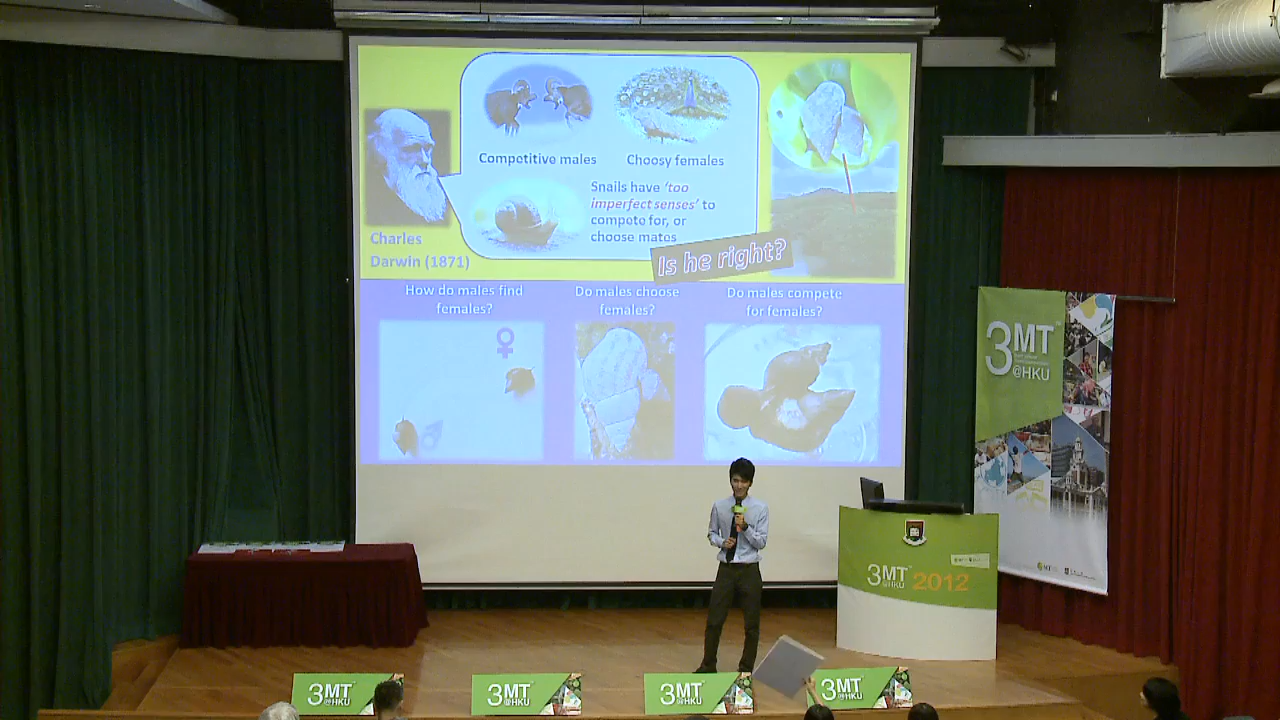 Competitive males
Choosy females
Snails have 'too
imperfect senses' to
compete for, or
choose mates
Charles
Darwin (1871)
Is he right?
How do males find
females?
Do males choose
females?
Do males compete
for females?
3MT
@HKU
3MT
@HKU
2012
3MT
@HKU
3MT
@HKU
3MT
@HKU
3MT
@HKU